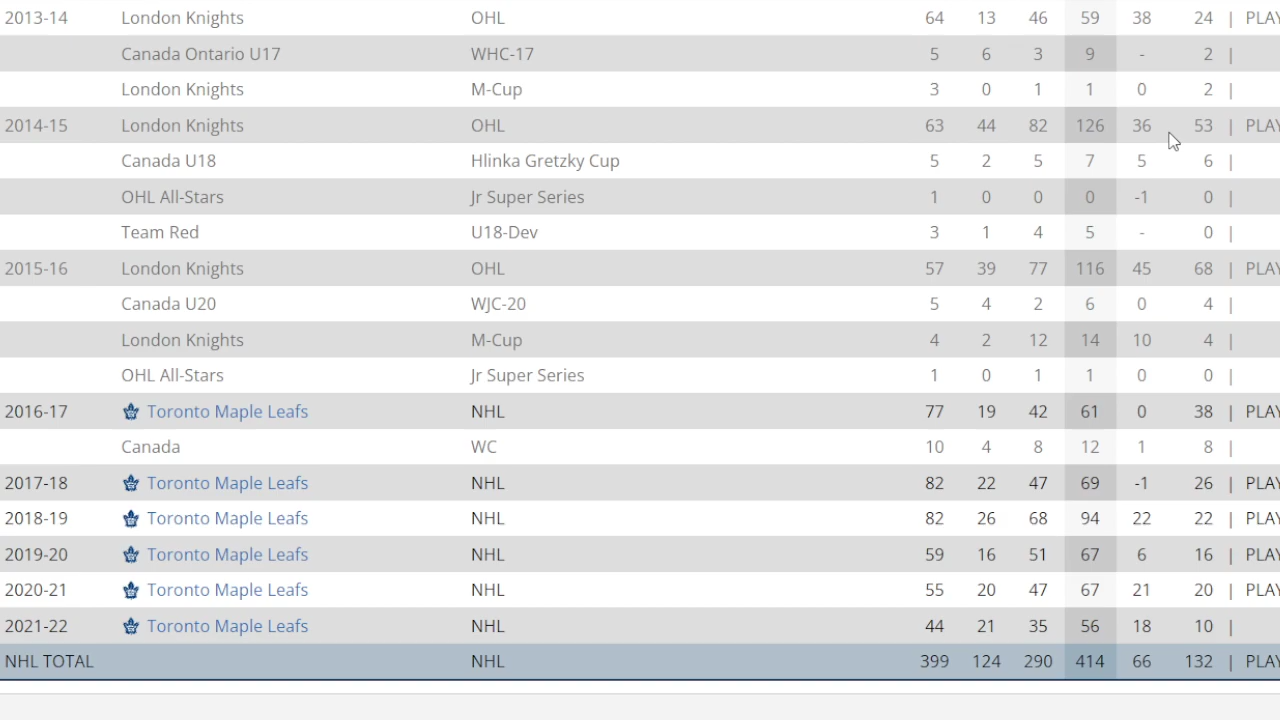 2013-14 London Knights OHL 64 13 46 59 38 24 | PLAY
Canada Ontario U17 WHC-17 5 6 3 9 - 2 |
London Knights M-Cup 3 0 1 1 0 2 |
2014-15 London Knights OHL 63 44 82 126 36 53 | PLAY
Canada U18 Hlinka Gretzky Cup 5 2 5 7 5 6 |
OHL All-Stars Jr Super Series 1 0 0 0 -1 0 |
Team Red U18-Dev 3 1 4 5 - 0 |
2015-16 London Knights OHL 57 39 77 116 45 68 | PLAY
Canada U20 WJC-20 5 4 2 6 0 4 |
London Knights M-Cup 4 2 12 14 10 4 |
OHL All-Stars Jr Super Series 1 0 1 1 0 0 |
2016-17 Toronto Maple Leafs NHL 77 19 42 61 0 38 | PLAY
Canada WC 10 4 8 12 1 8 |
2017-18 Toronto Maple Leafs NHL 82 22 47 69 -1 26 | PLAY
2018-19 Toronto Maple Leafs NHL 82 26 68 94 22 22 | PLAY
2019-20 Toronto Maple Leafs NHL 59 16 51 67 6 16 | PLAY
2020-21 Toronto Maple Leafs NHL 55 20 47 67 21 20 | PLAY
2021-22 Toronto Maple Leafs NHL 44 21 35 56 18 10 |
NHL TOTAL NHL 399 124 290 414 66 132 | PLAY